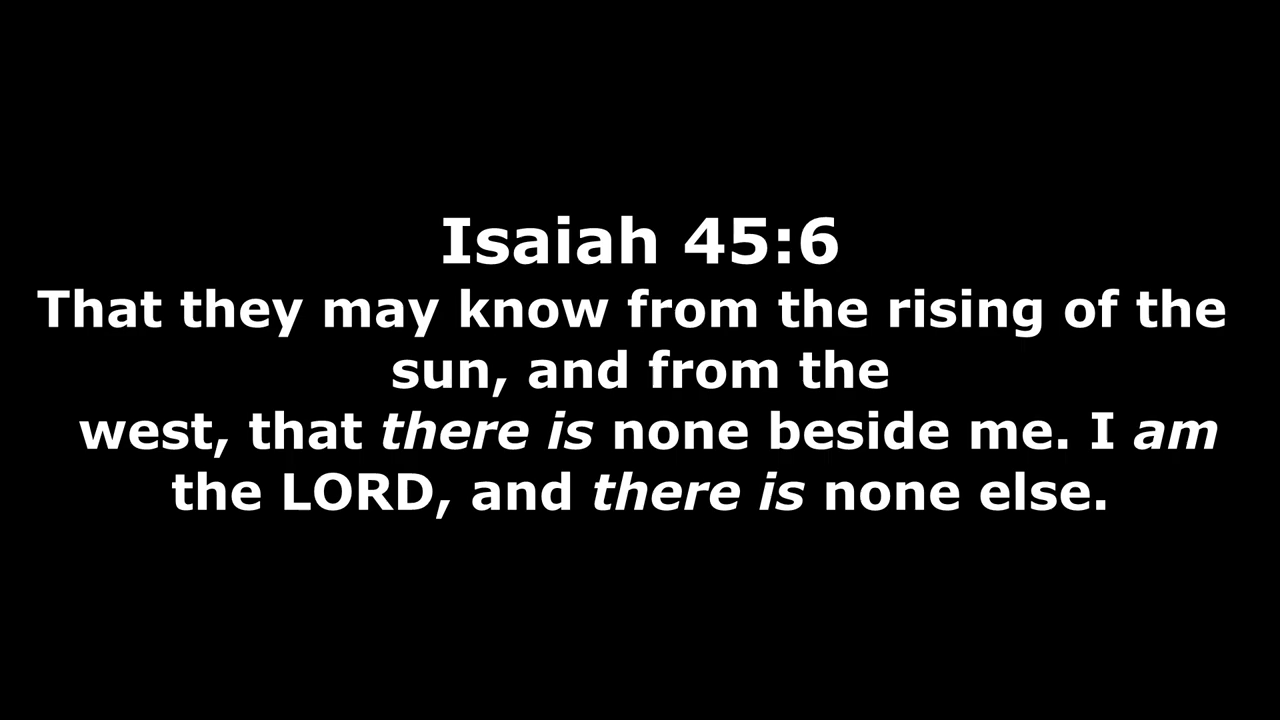 Isaiah 45:6
That they may know from the rising of the
sun, and from the
west, that there is none beside me. I am
the LORD, and there is none else.